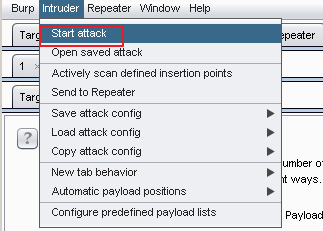 Burp Intruder Repeater Window Help
Start attack
Open saved attack
Actively scan defined insertion points
Send to Repeater
Save attack config
Load attack config
Copy attack config
New tab behavior
Automatic payload positions
Configure predefined payload lists
Targ
epeater
1 ×
Targ
?
umber of
nt ways.
Payload